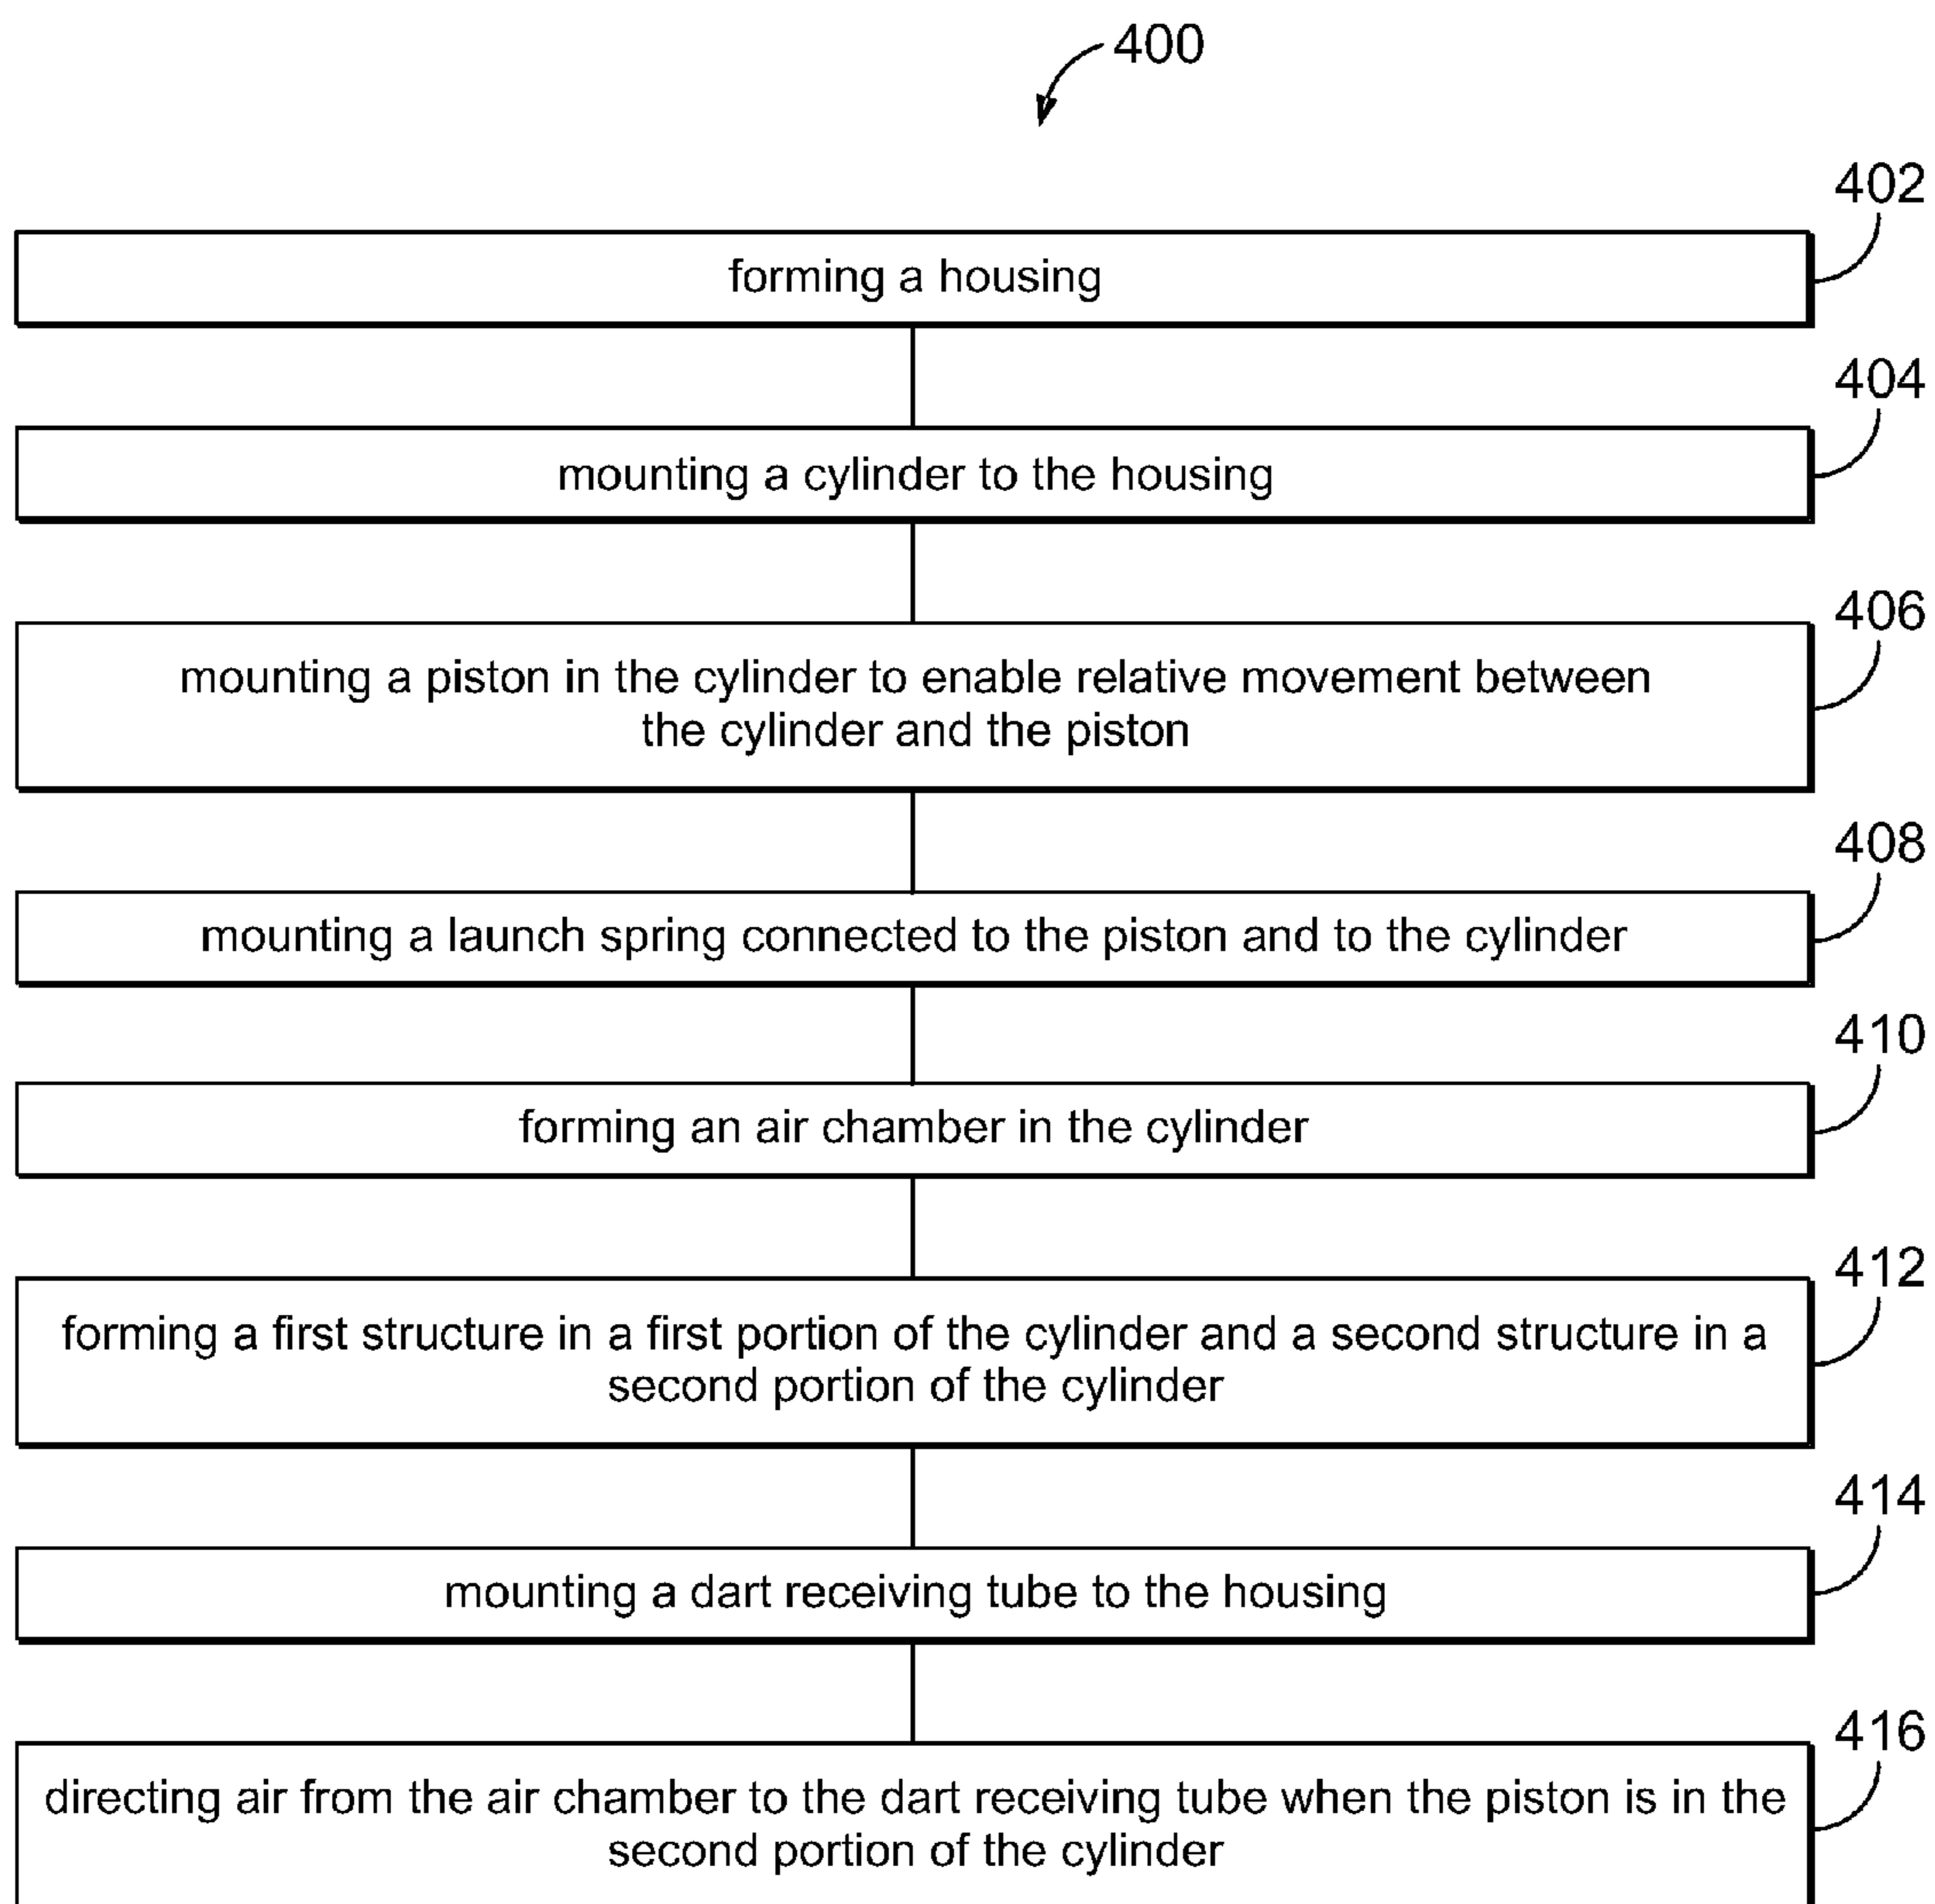 400
402
forming a housing
404
mounting a cylinder to the housing
406
mounting a piston in the cylinder to enable relative movement between
the cylinder and the piston
408
mounting a launch spring connected to the piston and to the cylinder
410
forming an air chamber in the cylinder
412
forming a first structure in a first portion of the cylinder and a second structure in a
second portion of the cylinder
414
mounting a dart receiving tube to the housing
416
directing air from the air chamber to the dart receiving tube when the piston is in the
second portion of the cylinder